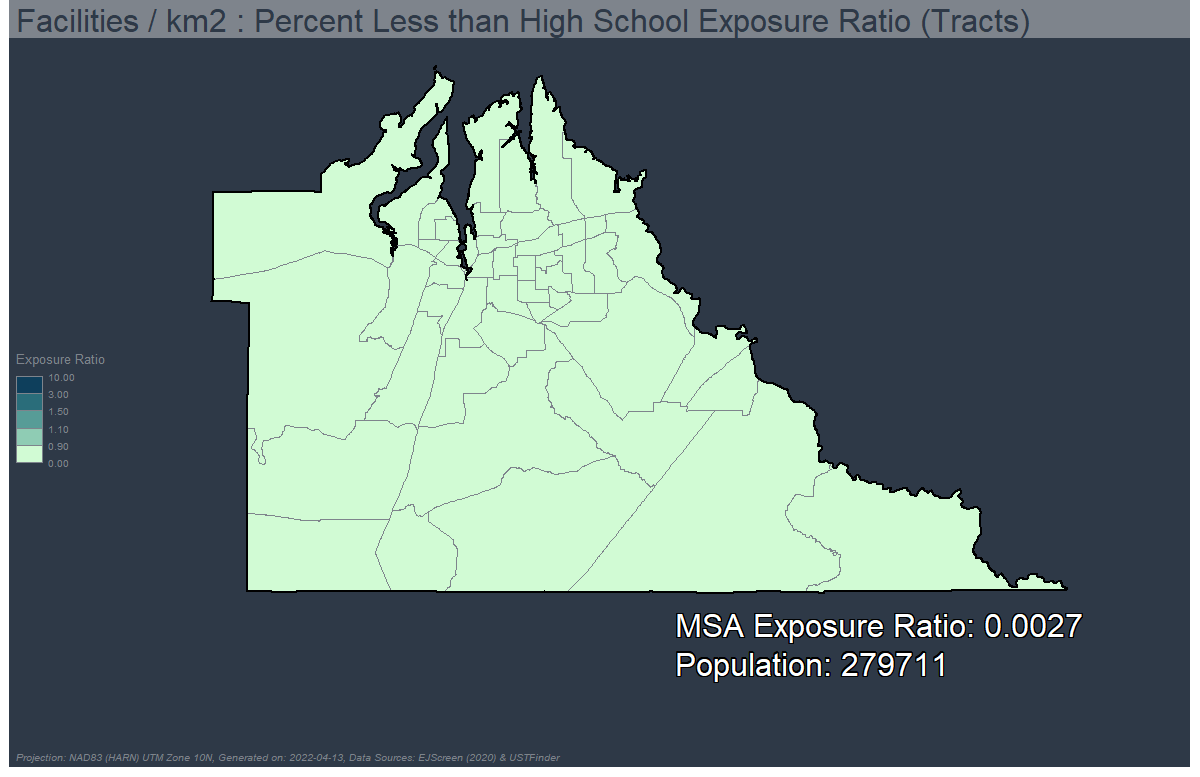 Facilities / km2 : Percent Less than High School Exposure Ratio (Tracts)
Exposure Ratio
10.00
3.00
1.50
1.10
0.90
0.00
MSA Exposure Ratio: 0.0027
Population: 279711
Projection: NAD83 (HARN) UTM Zone 10N, Generated on: 2022-04-13, Data Sources: EJScreen (2020) & USTFinder